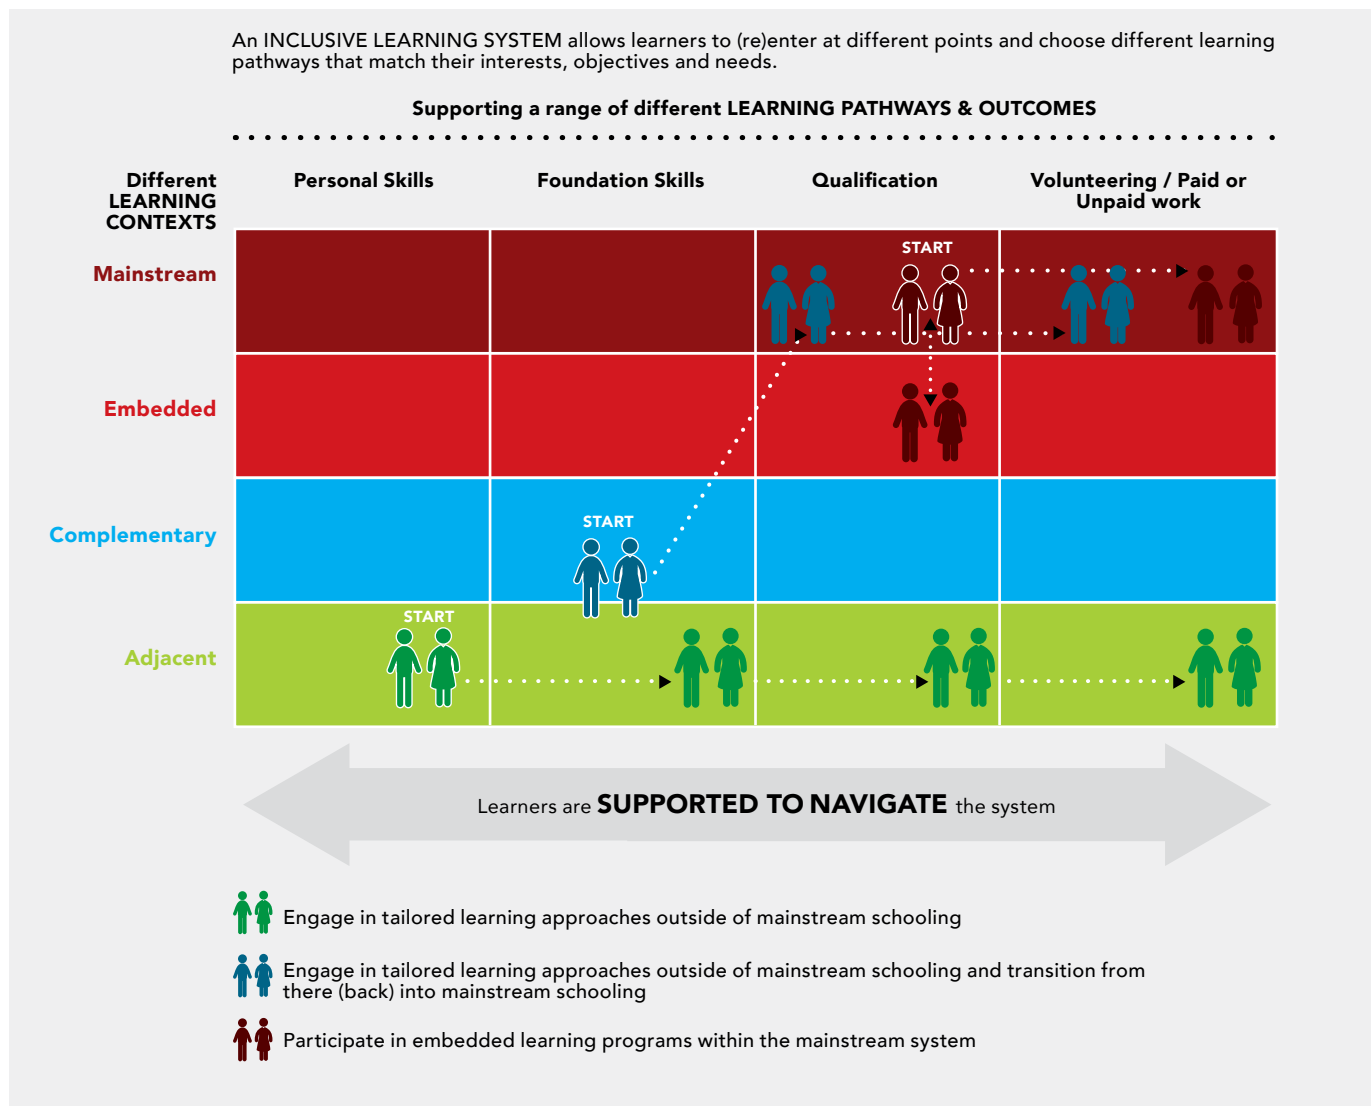 An INCLUSIVE LEARNING SYSTEM allows learners to (re)enter at different points and choose different learning
pathways that match their interests, objectives and needs.
Supporting a range of different LEARNING PATHWAYS & OUTCOMES
Different
LEARNING
CONTEXTS
Personal Skills
Foundation Skills
Qualification
Volunteering / Paid or
Unpaid work
Mainstream
START
Embedded
Complementary
START
Adjacent
START
Learners are SUPPORTED TO NAVIGATE the system
Engage in tailored learning approaches outside of mainstream schooling
Engage in tailored learning approaches outside of mainstream schooling and transition from
there (back) into mainstream schooling
Participate in embedded learning programs within the mainstream system